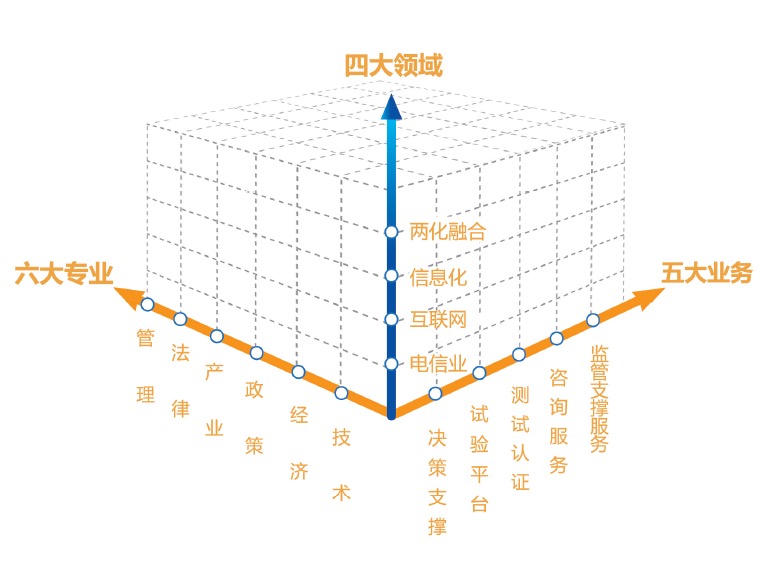 四大领域
两化融合
信息化
互联网
电信业
六大专业
管理
法律
产业
政策
经济
技术
五大业务
决策支撑
试验平台
测试认证
咨询服务
监管支撑服务